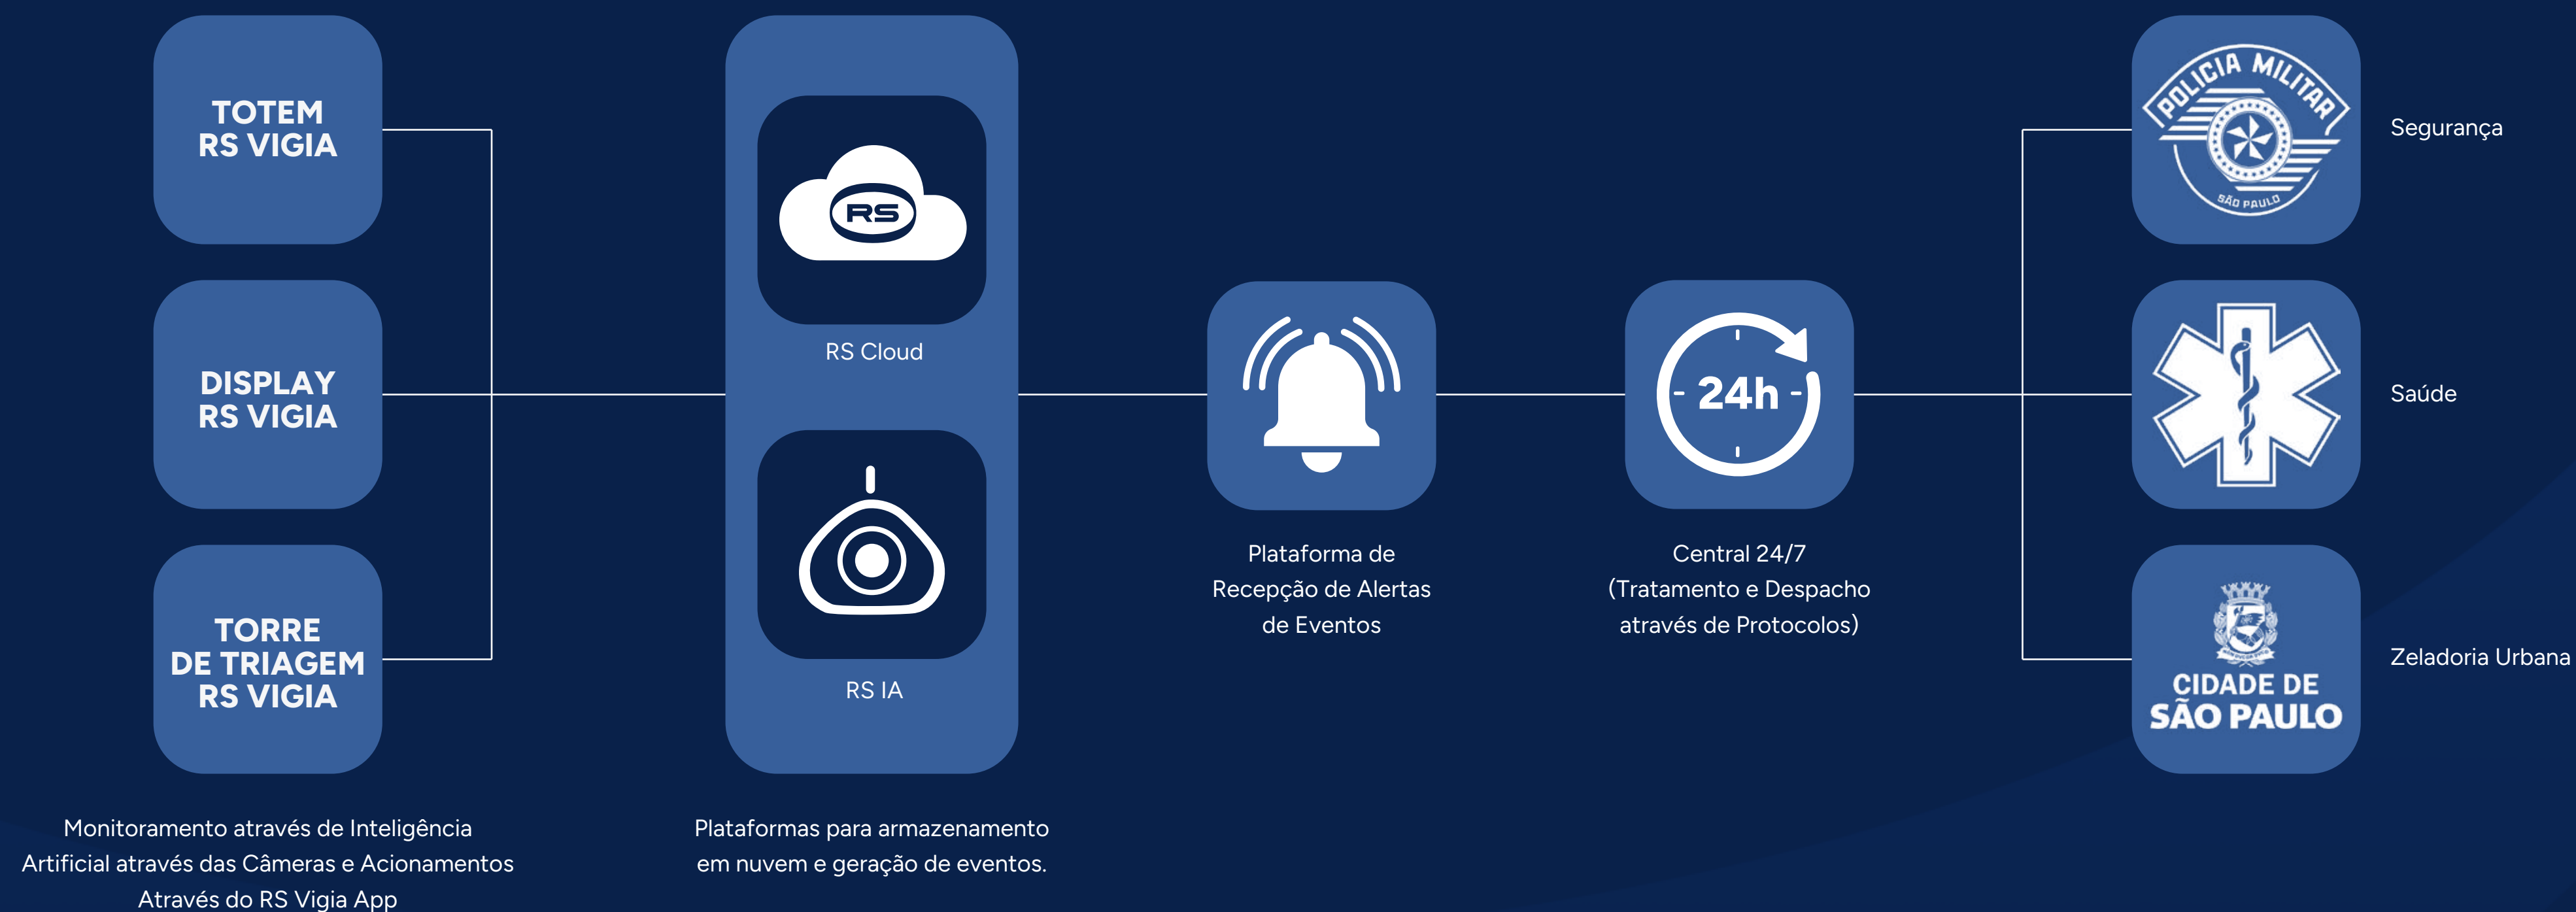 TOTEM
RS VIGIA
DISPLAY
RS VIGIA
TORRE
DE TRIAGEM
RS VIGIA
Monitoramento através de Inteligência
Artificial através das Câmeras e Acionamentos
Através do RS Vigia App
RS
RS Cloud
RS IA
Plataformas para armazenamento
em nuvem e geração de eventos.
Plataforma de
Recepção de Alertas
de Eventos
24h
Central 24/7
(Tratamento e Despacho
através de Protocolos)
POLICIA MILITAR
SÃO PAULO
Segurança
Saúde
CIDADE DE
SÃO PAULO
Zeladoria Urbana